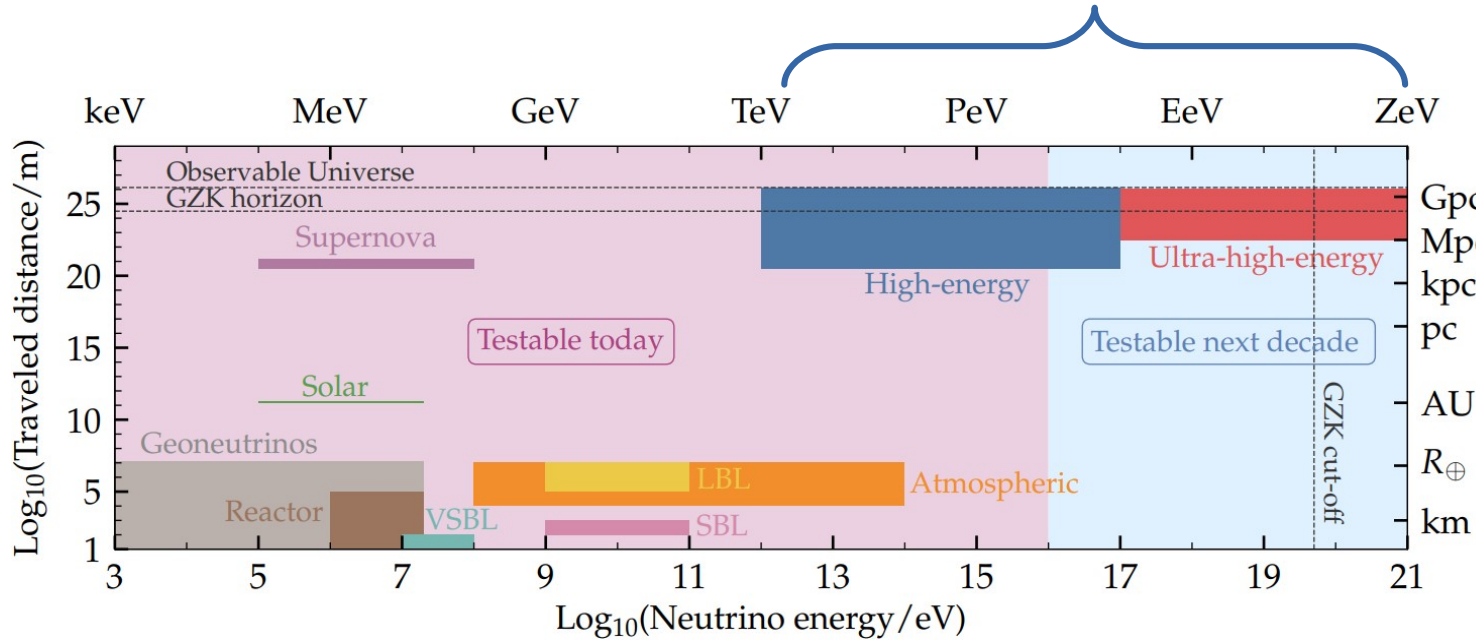 keV MeV GeV TeV PeV EeV ZeV
Observable Universe
GZK horizon
Supernova
High-energy
Ultra-high-energy
Testable today
Testable next decade
Solar
Geoneutrinos
Reactor
VSBL
LBL
SBL
Atmospheric
GZK cut-off
Log₁₀(Traveled distance/m)
25
20
15
10
5
1
kpc
pc
AU
R⊕
km
3 5 7 9 11 13 15 17 19 21
Log₁₀(Neutrino energy/eV)